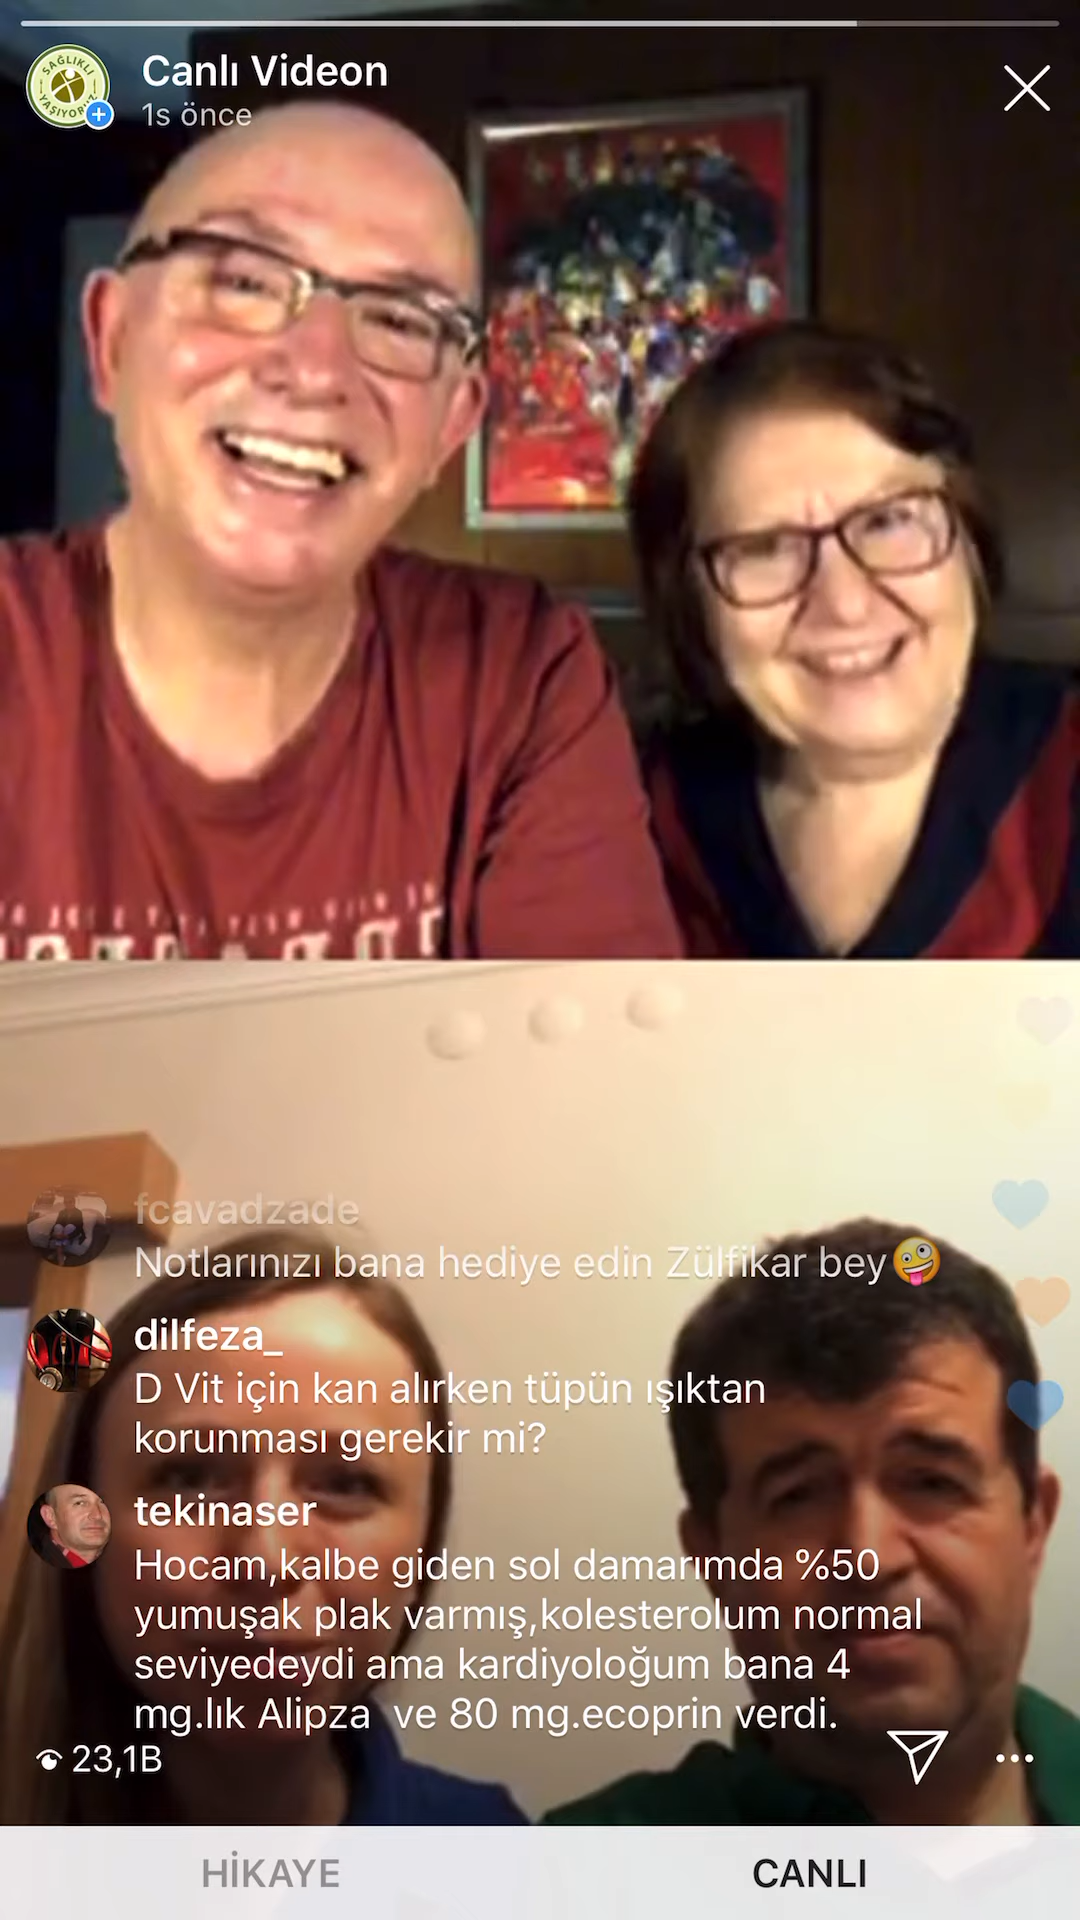 SAĞLIKLI
YAŞIYORUZ
Canlı Videon
1s önce
fcavadzade
Notlarınızı bana hediye edin Zülfikar bey🤪
dilfeza_
D Vit için kan alırken tüpün ışıktan
korunması gerekir mi?
tekinaser
Hocam,kalbe giden sol damarımda %50
yumuşak plak varmış,kolesterolum normal
seviyedeydi ama kardiyoloğum bana 4
mg.lık Alipza  ve 80 mg.ecoprin verdi.
23,1B
HİKAYE
CANLI